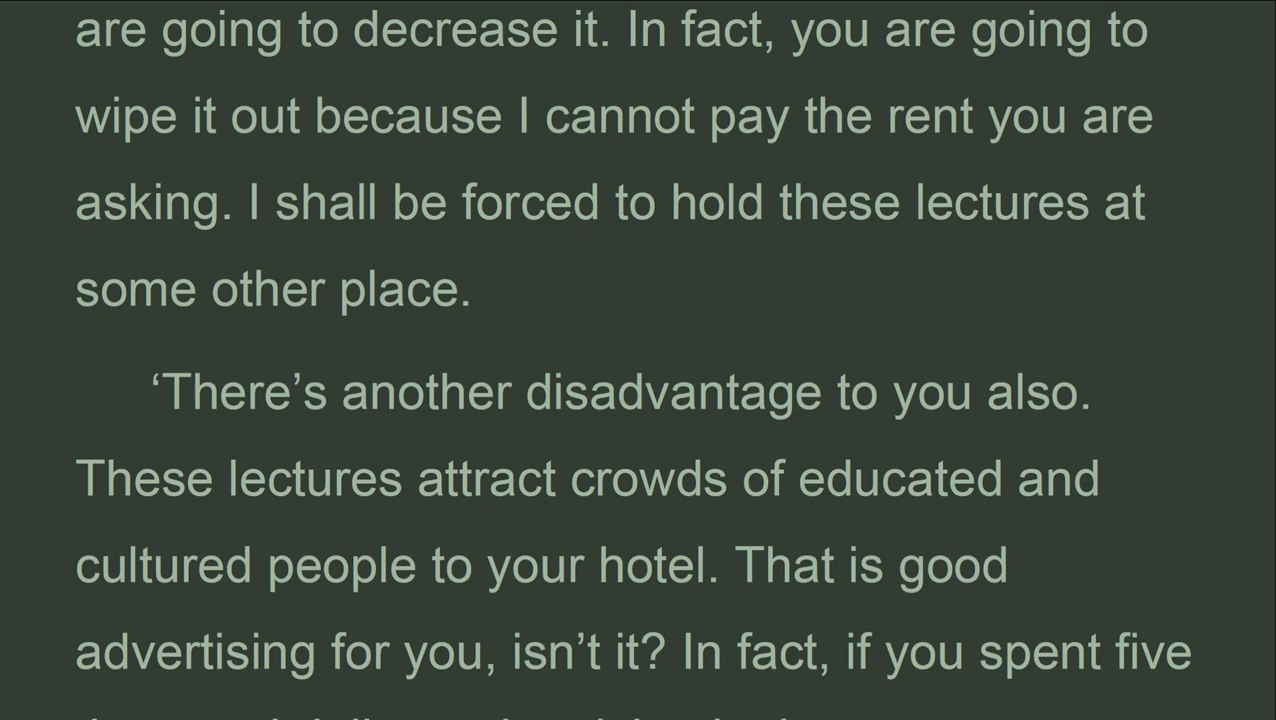 are going to decrease it. In fact, you are going to
wipe it out because I cannot pay the rent you are
asking. I shall be forced to hold these lectures at
some other place.
‘There’s another disadvantage to you also.
These lectures attract crowds of educated and
cultured people to your hotel. That is good
advertising for you, isn’t it? In fact, if you spent five